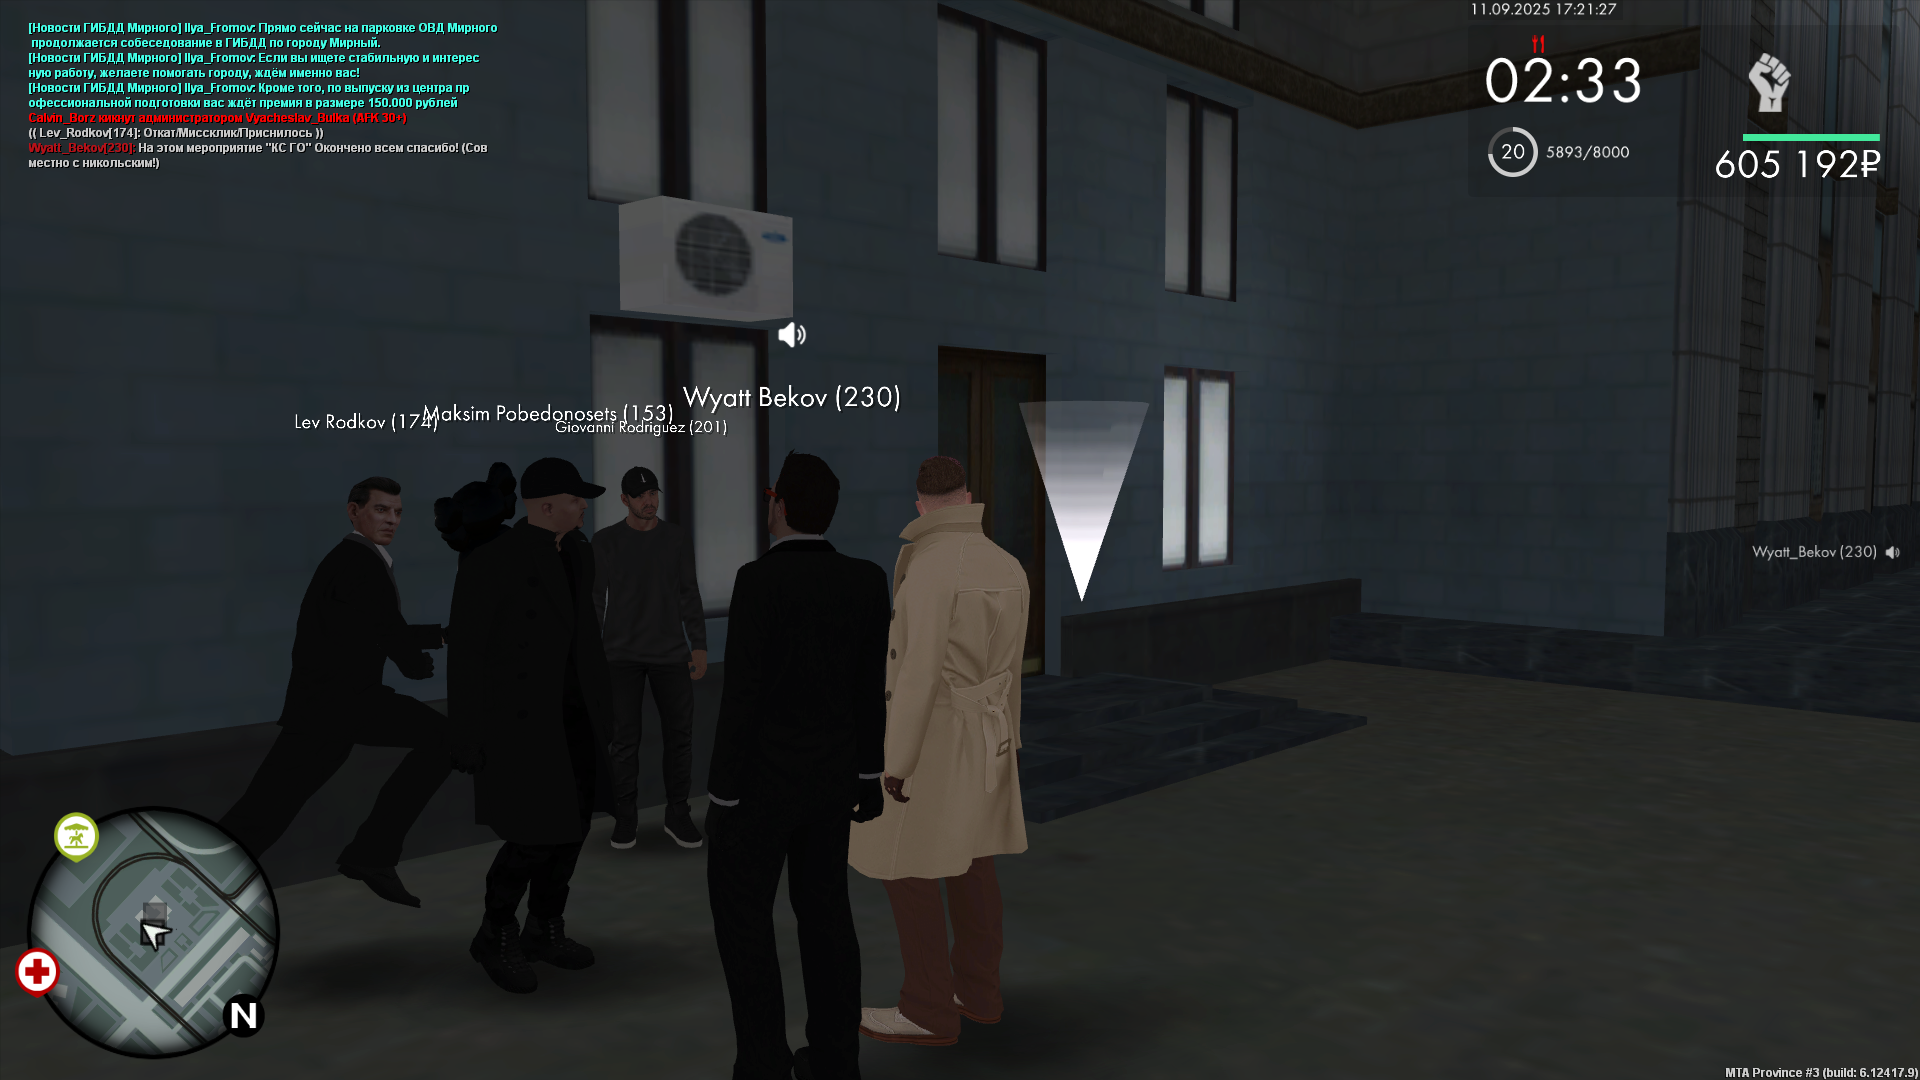 [Новости ГИБДД Мирного] Ilya_Fromov: Прямо сейчас на парковке ОВД Мирного
продолжается собеседование в ГИБДД по городу Мирный.
[Новости ГИБДД Мирного] Ilya_Fromov: Если вы ищете стабильную и интерес
ную работу, желаете помогать городу, ждём именно вас!
[Новости ГИБДД Мирного] Ilya_Fromov: Кроме того, по выпуску из центра пр
офессиональной подготовки вас ждёт премия в размере 150.000 рублей
Calvin_Borz кикнут администратором Vyacheslav_Bulka (AFK 30+)
(( Lev_Rodkov[174]: Откат/Миссклик/Приснилось ))
Wyatt_Bekov[230]: На этом мероприятие "КС ГО" Окончено всем спасибо! (Сов
местно с никольским!)
11.09.2025 17:21:27
02:33
20 5893/8000
605 192₽
Wyatt Bekov (230)
Maksim Pobedonosets (153)
Lev Rodkov (174)
Giovanni Rodriguez (201)
Wyatt_Bekov (230)
N
MTA Province #3 (build: 6.12417.9)